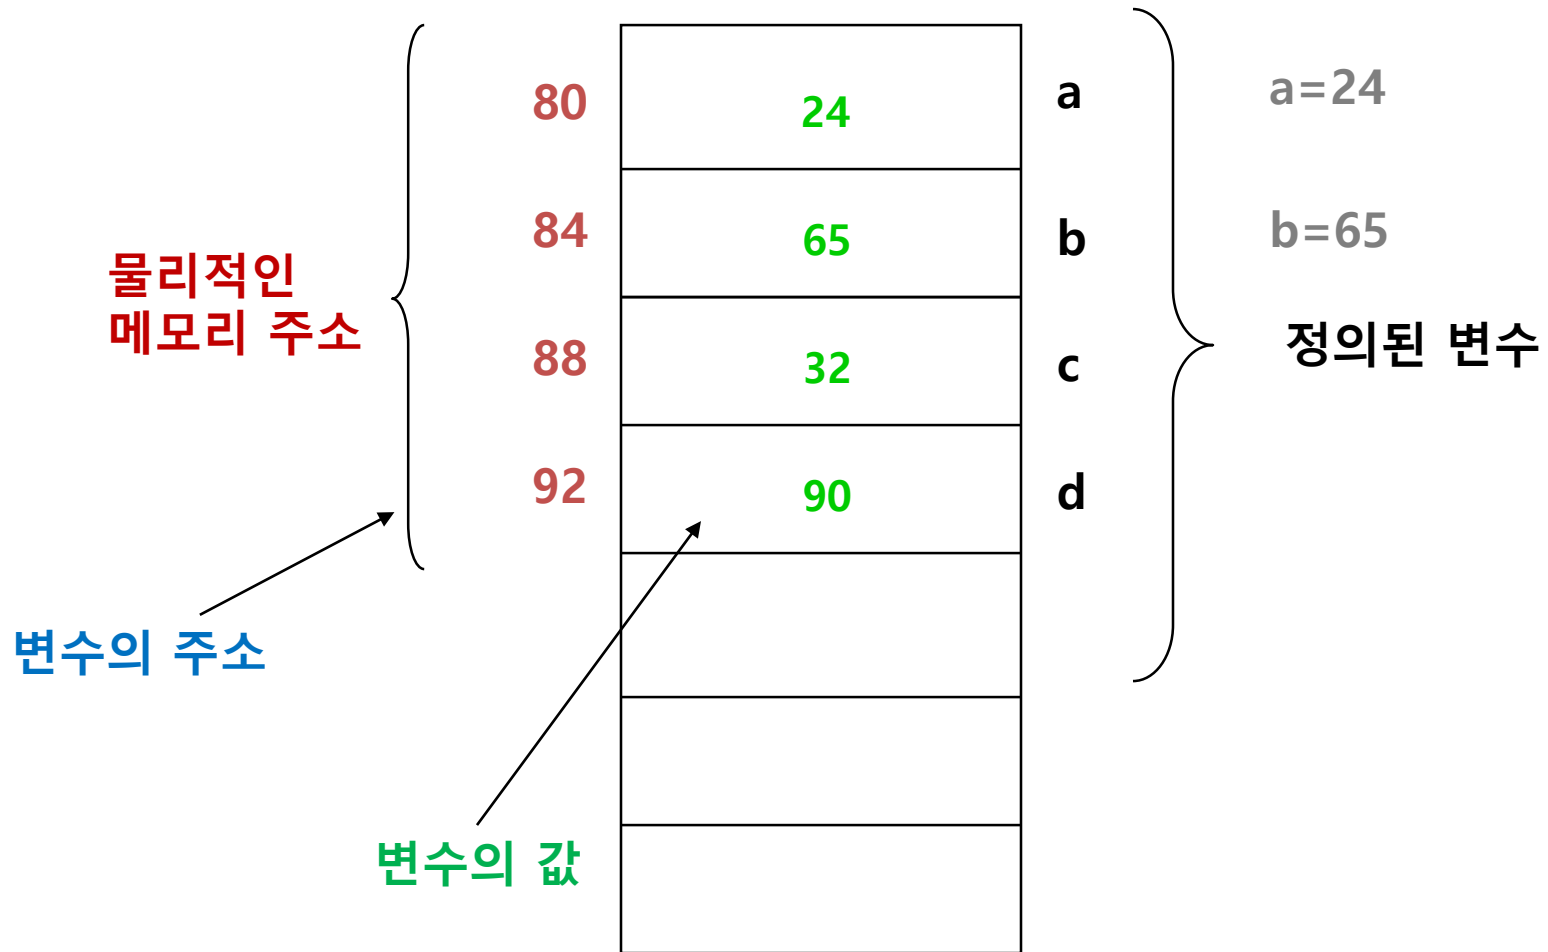 80 24 a a=24
84 65 b b=65
물리적인
메모리 주소
88 32 c
정의된 변수
92 90 d
변수의 주소
변수의 값